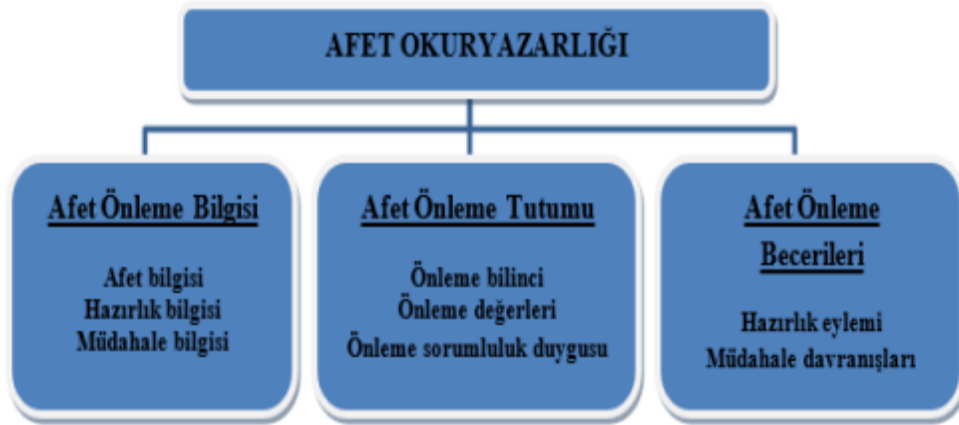 AFET OKURYAZARLIĞI
Afet Önleme Bilgisi
Afet bilgisi
Hazırlık bilgisi
Müdahale bilgisi
Afet Önleme Tutumu
Önleme bilinci
Önleme değerleri
Önleme sorumluluk duygusu
Afet Önleme
Becerileri
Hazırlık eylemi
Müdahale davranışları